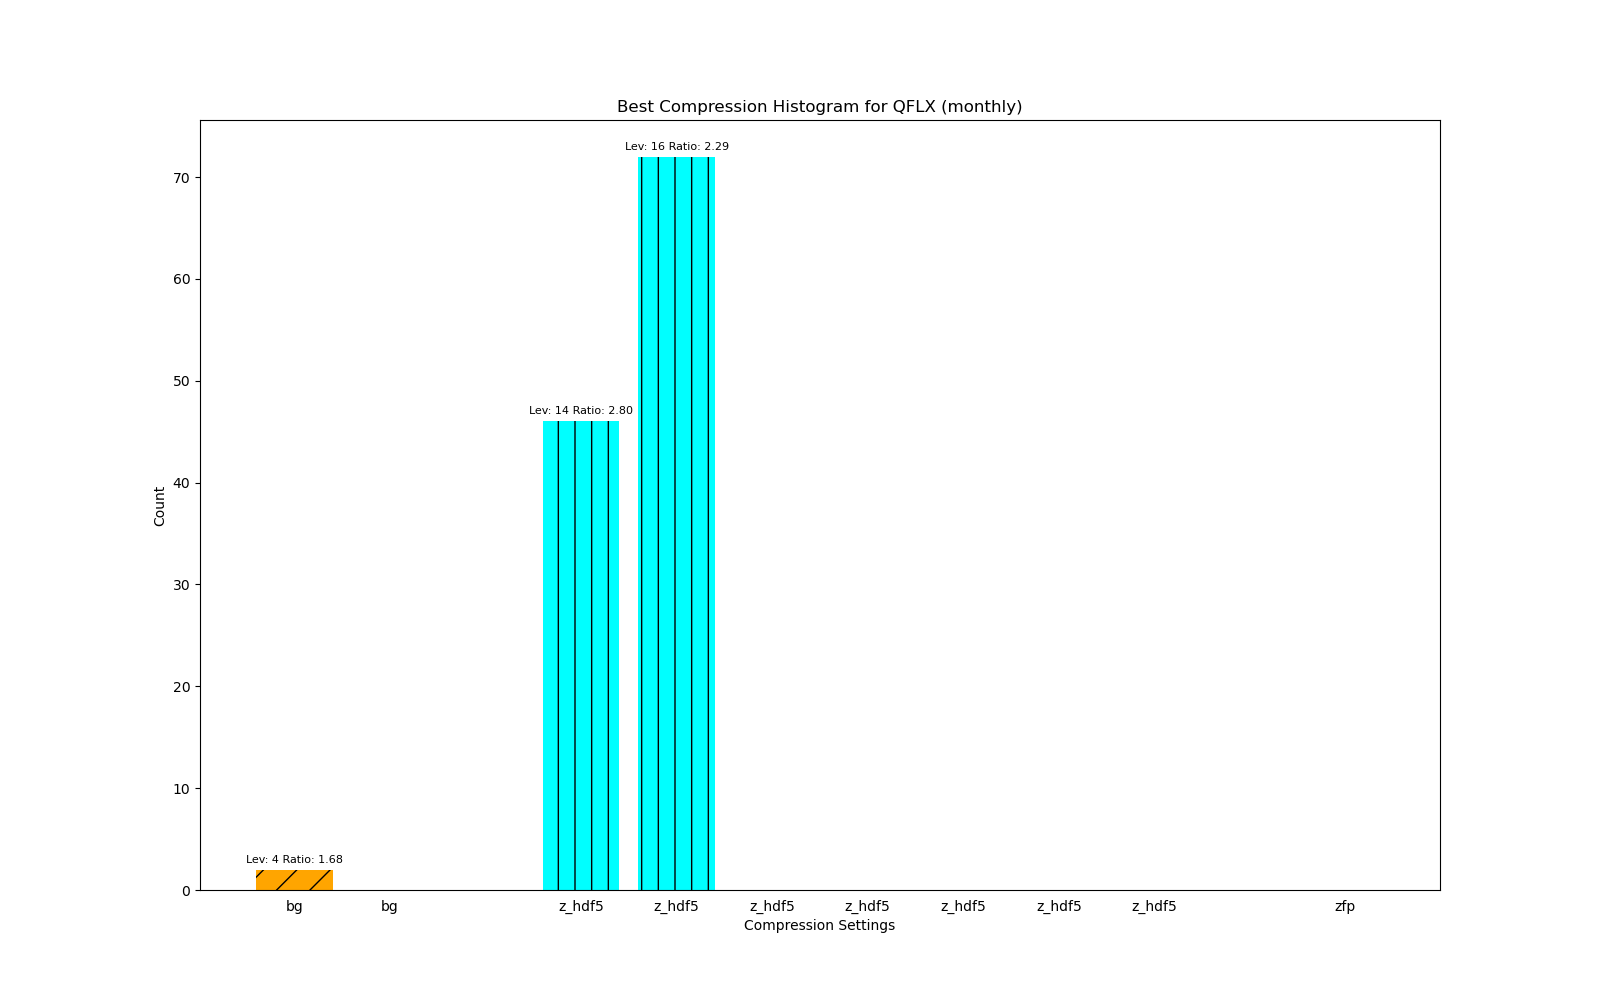 Best Compression Histogram for QFLX (monthly)
Lev: 16 Ratio: 2.29
70
60
50
Lev: 14 Ratio: 2.80
Count
40
30
20
10
Lev: 4 Ratio: 1.68
0
bg bg z_hdf5 z_hdf5 z_hdf5 z_hdf5 z_hdf5 z_hdf5 z_hdf5 zfp
Compression Settings